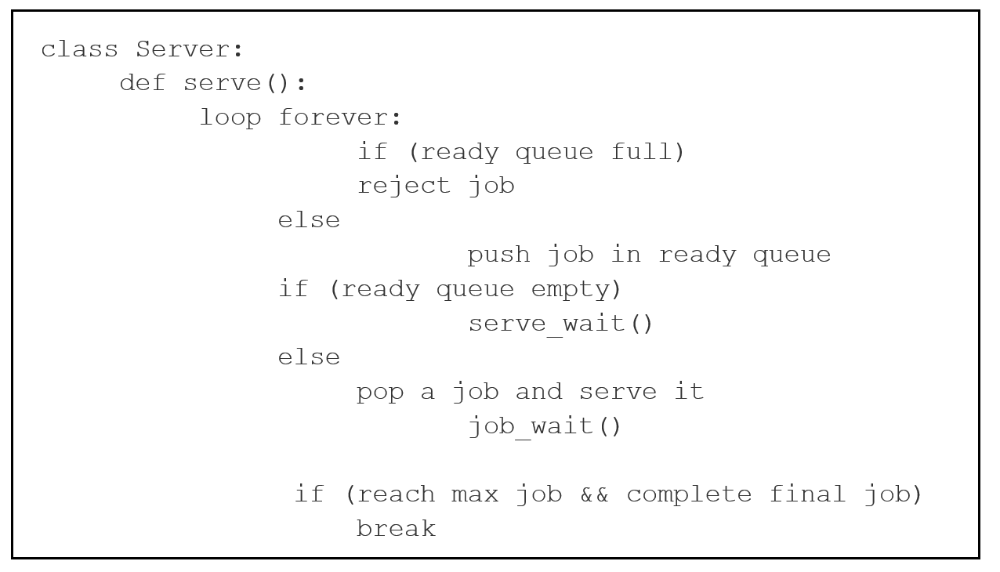 class Server:
def serve():
loop forever:
if (ready queue full)
reject job
else
push job in ready queue
if (ready queue empty)
serve_wait()
else
pop a job and serve it
job_wait()
if (reach max job && complete final job)
break